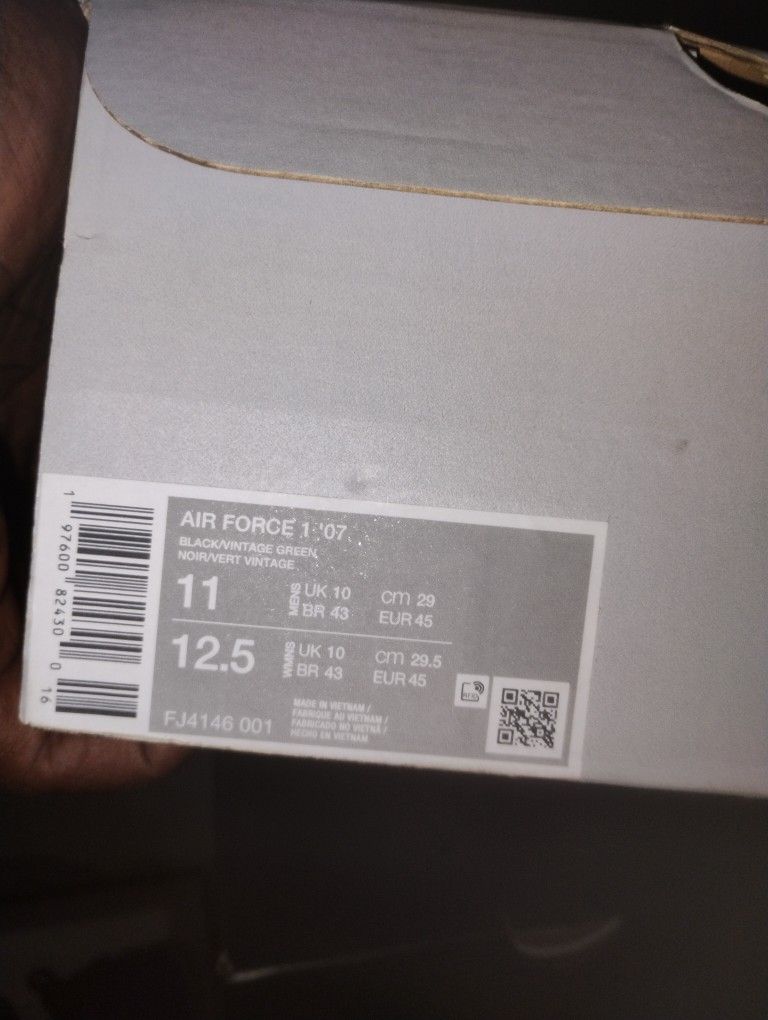 AIR FORCE 1 '07
BLACK/VINTAGE GREEN
NOIR/VERT VINTAGE
11
MENS
UK 10
cm 29
BR 43
EUR 45
12.5
WMNS
UK 10
cm 29.5
BR 43
EUR 45
FJ4146 001
MADE IN VIETNAM /
FABRIQUE AU VIETNAM /
FABRICADO NO VIETNÃ /
HECHO EN VIETNAM
RFID
1 97600 82430 0 16